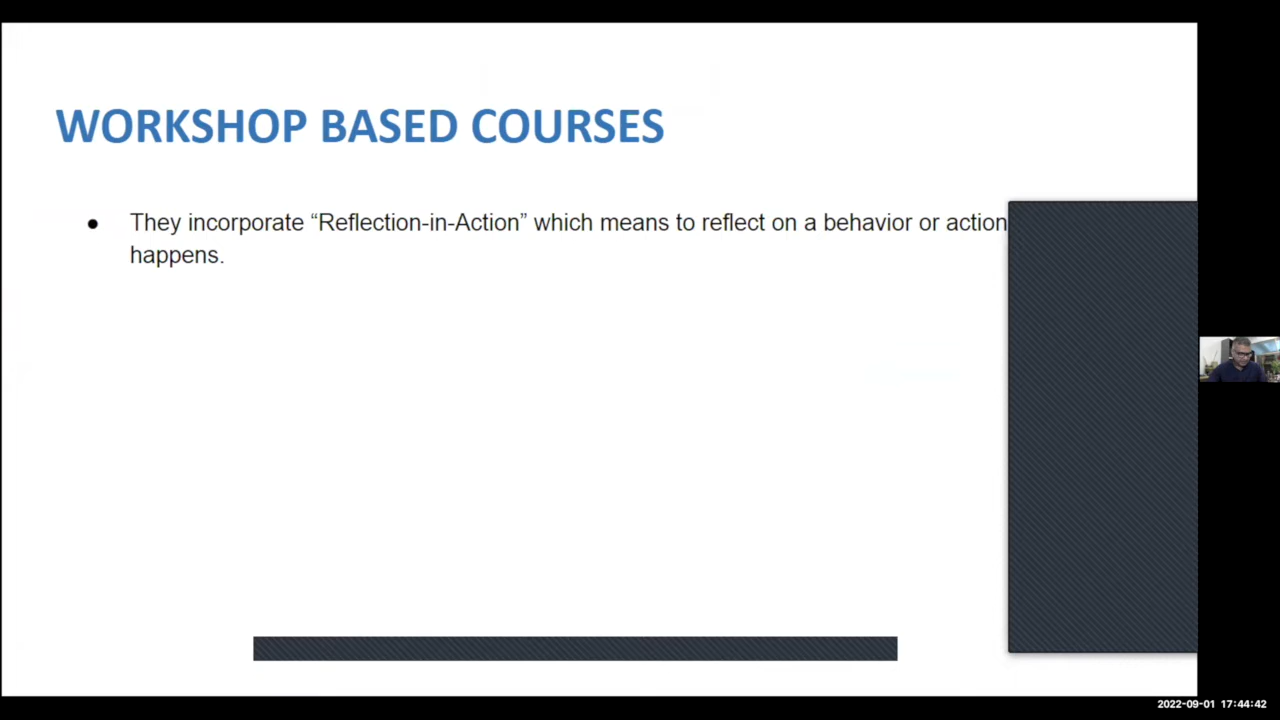 WORKSHOP BASED COURSES
● They incorporate “Reflection-in-Action” which means to reflect on a behavior or action
happens.
2022-09-01 17:44:42